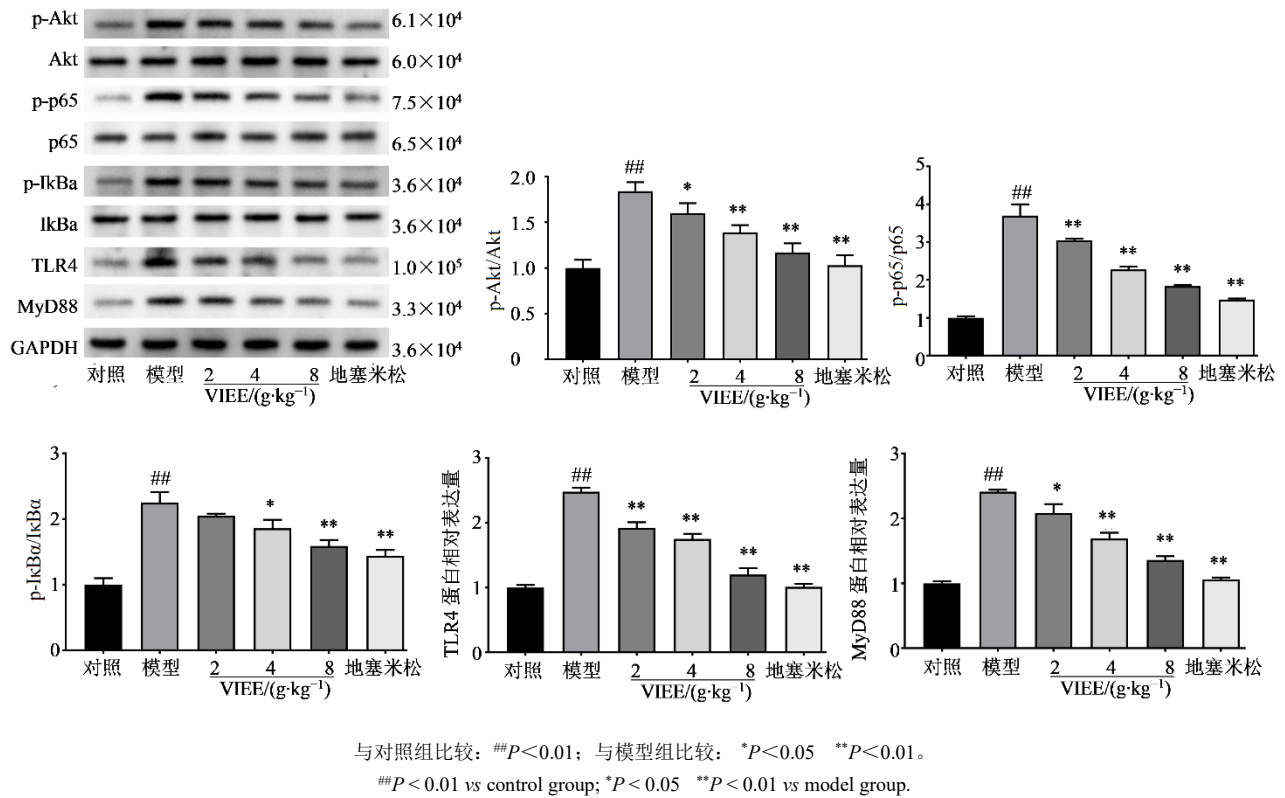 p-Akt 6.1×10⁴
Akt 6.0×10⁴
p-p65 7.5×10⁴
p65 6.5×10⁴
p-IkBa 3.6×10⁴
IkBa 3.6×10⁴
TLR4 1.0×10⁵
MyD88 3.3×10⁴
GAPDH 3.6×10⁴
对照 模型 2 4 8 地塞米松
VIEE/(g·kg⁻¹)
p-Akt/Akt
2.0
1.5
1.0
0.5
0
## * ** ** **
对照 模型 2 4 8 地塞米松
VIEE/(g·kg⁻¹)
p-p65/p65
5
4
3
2
1
0
## ** ** ** **
对照 模型 2 4 8 地塞米松
VIEE/(g·kg⁻¹)
p-IκBα/IκBα
3
2
1
0
## * ** **
对照 模型 2 4 8 地塞米松
VIEE/(g·kg⁻¹)
TLR4 蛋白相对表达量
3
2
1
0
## ** ** ** **
对照 模型 2 4 8 地塞米松
VIEE/(g·kg⁻¹)
MyD88 蛋白相对表达量
3
2
1
0
## * ** ** **
对照 模型 2 4 8 地塞米松
VIEE/(g·kg⁻¹)
与对照组比较：##P＜0.01；与模型组比较： *P＜0.05 **P＜0.01。
##P < 0.01 vs control group; *P < 0.05 **P < 0.01 vs model group.